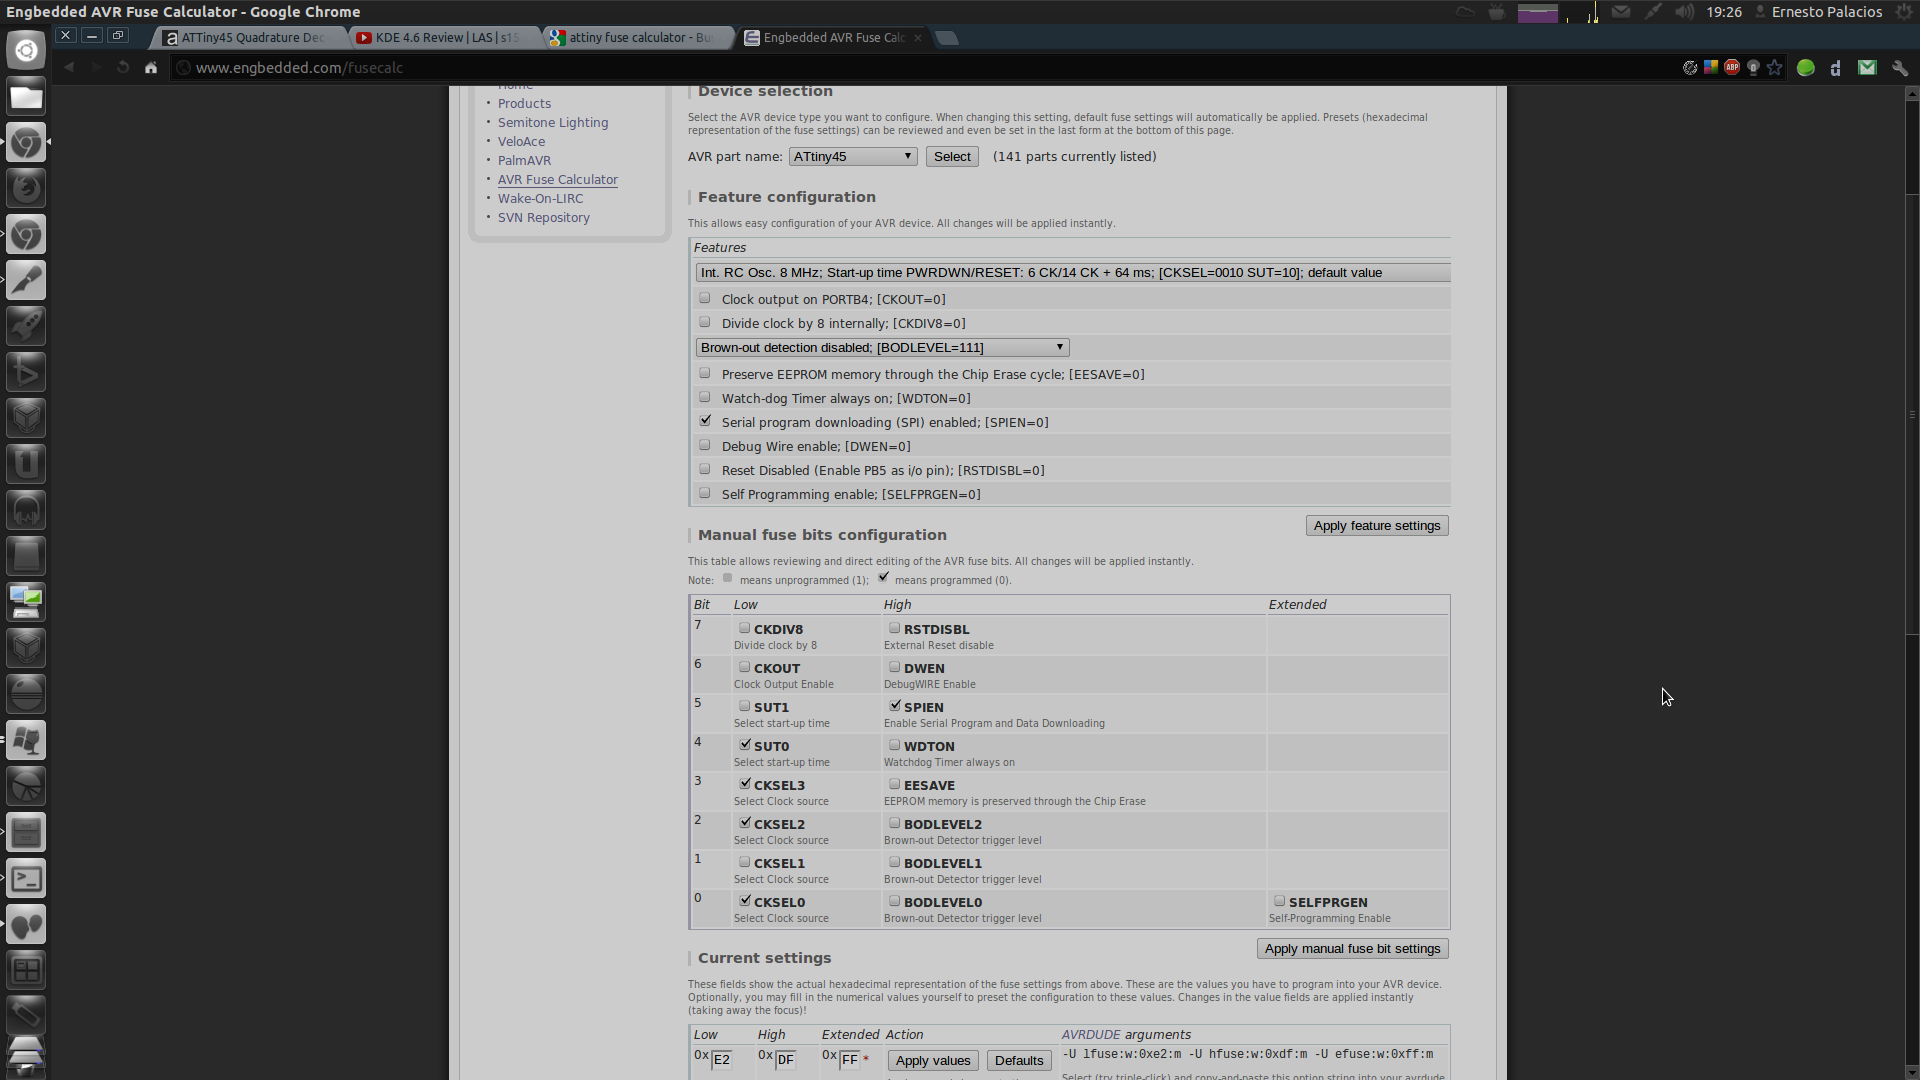 Engbedded AVR Fuse Calculator - Google Chrome
19:26 Ernesto Palacios
ATTiny45 Quadrature Dec
KDE 4.6 Review | LAS | s15
attiny fuse calculator - Bu
Engbedded AVR Fuse Calc
www.engbedded.com/fusecalc
Home
Products
Semitone Lighting
VeloAce
PalmAVR
AVR Fuse Calculator
Wake-On-LIRC
SVN Repository
Device selection
Select the AVR device type you want to configure. When changing this setting, default fuse settings will automatically be applied. Presets (hexadecimal
representation of the fuse settings) can be reviewed and even be set in the last form at the bottom of this page.
AVR part name: ATtiny45 Select (141 parts currently listed)
Feature configuration
This allows easy configuration of your AVR device. All changes will be applied instantly.
Features
Int. RC Osc. 8 MHz; Start-up time PWRDWN/RESET: 6 CK/14 CK + 64 ms; [CKSEL=0010 SUT=10]; default value
Clock output on PORTB4; [CKOUT=0]
Divide clock by 8 internally; [CKDIV8=0]
Brown-out detection disabled; [BODLEVEL=111]
Preserve EEPROM memory through the Chip Erase cycle; [EESAVE=0]
Watch-dog Timer always on; [WDTON=0]
Serial program downloading (SPI) enabled; [SPIEN=0]
Debug Wire enable; [DWEN=0]
Reset Disabled (Enable PB5 as i/o pin); [RSTDISBL=0]
Self Programming enable; [SELFPRGEN=0]
Apply feature settings
Manual fuse bits configuration
This table allows reviewing and direct editing of the AVR fuse bits. All changes will be applied instantly.
Note: means unprogrammed (1); means programmed (0).
Bit Low High Extended
7 CKDIV8 RSTDISBL
Divide clock by 8 External Reset disable
6 CKOUT DWEN
Clock Output Enable DebugWIRE Enable
5 SUT1 SPIEN
Select start-up time Enable Serial Program and Data Downloading
4 SUT0 WDTON
Select start-up time Watchdog Timer always on
3 CKSEL3 EESAVE
Select Clock source EEPROM memory is preserved through the Chip Erase
2 CKSEL2 BODLEVEL2
Select Clock source Brown-out Detector trigger level
1 CKSEL1 BODLEVEL1
Select Clock source Brown-out Detector trigger level
0 CKSEL0 BODLEVEL0 SELFPRGEN
Select Clock source Brown-out Detector trigger level Self-Programming Enable
Apply manual fuse bit settings
Current settings
These fields show the actual hexadecimal representation of the fuse settings from above. These are the values you have to program into your AVR device.
Optionally, you may fill in the numerical values yourself to preset the configuration to these values. Changes in the value fields are applied instantly
(taking away the focus)!
Low High Extended Action AVRDUDE arguments
0x E2 0x DF 0x FF * Apply values Defaults -U lfuse:w:0xe2:m -U hfuse:w:0xdf:m -U efuse:w:0xff:m
Select (try triple-click) and copy-and-paste this option string into your avrdude